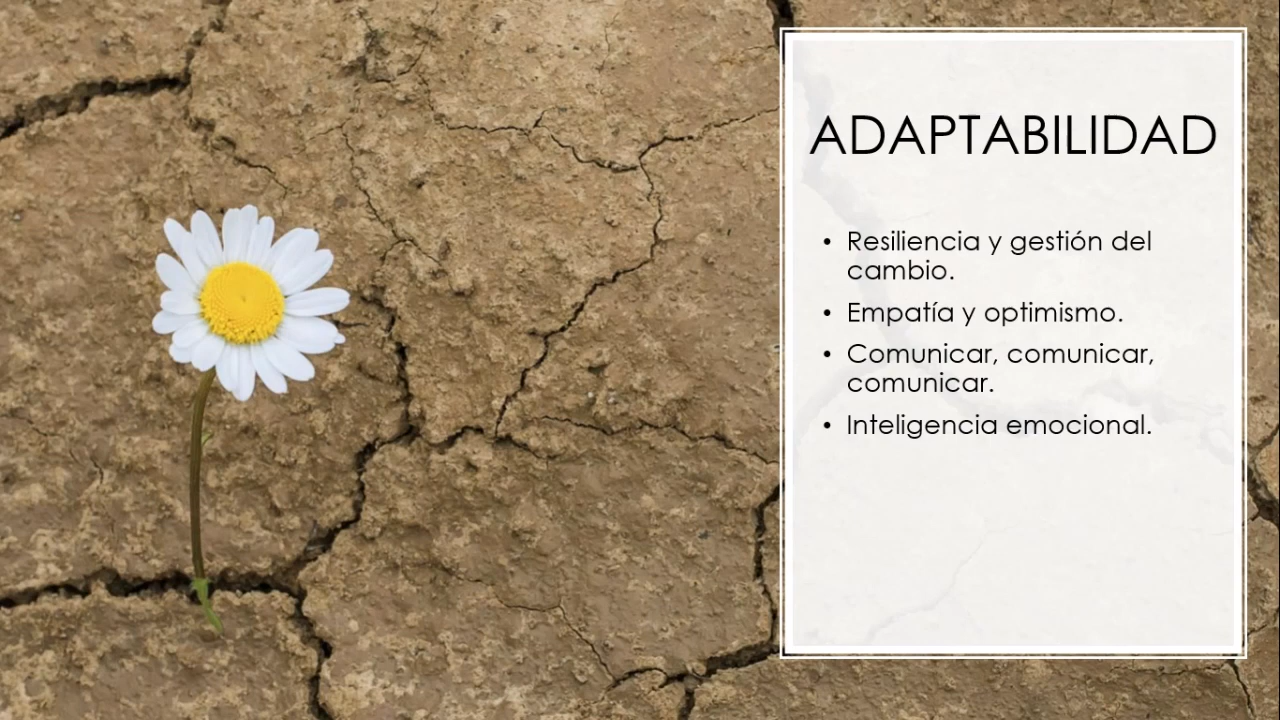 ADAPTABILIDAD
• Resiliencia y gestión del
cambio.
• Empatía y optimismo.
• Comunicar, comunicar,
comunicar.
• Inteligencia emocional.